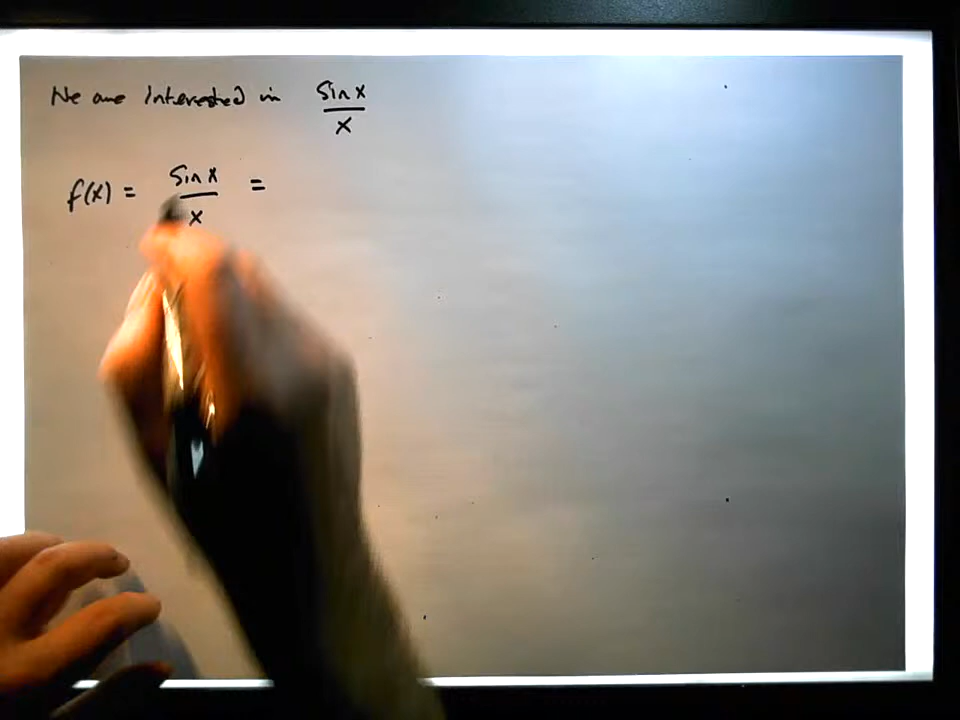 We are interested in sin x / x
f(x) = sin x / x =